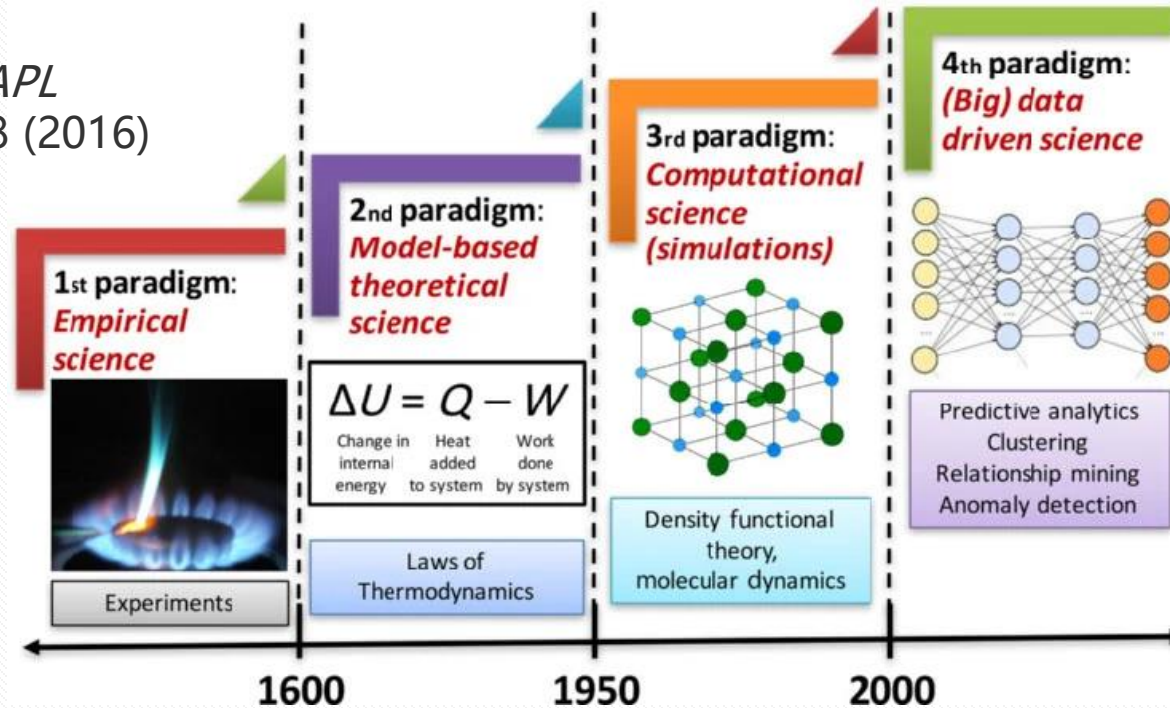 APL
3 (2016)
1st paradigm:
Empirical
science
Experiments
2nd paradigm:
Model-based
theoretical
science
ΔU = Q – W
Change in internal energy
Heat added to system
Work done by system
Laws of
Thermodynamics
3rd paradigm:
Computational
science
(simulations)
Density functional
theory,
molecular dynamics
4th paradigm:
(Big) data
driven science
...
...
...
...
Predictive analytics
Clustering
Relationship mining
Anomaly detection
1600
1950
2000